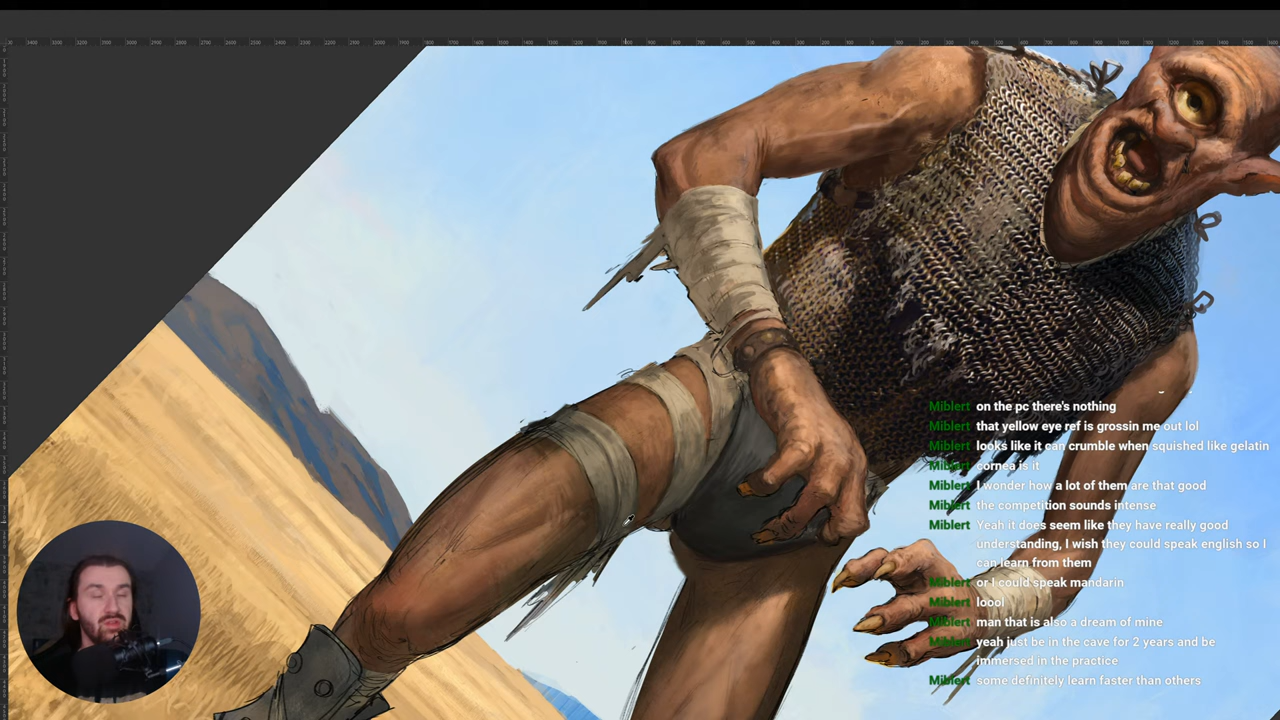 Miblert on the pc there's nothing
Miblert that yellow eye ref is grossin me out lol
Miblert looks like it can crumble when squished like gelatin
Miblert cornea is it
Miblert I wonder how a lot of them are that good
Miblert the competition sounds intense
Miblert Yeah it does seem like they have really good
understanding, I wish they could speak english so I
can learn from them
Miblert or I could speak mandarin
Miblert loool
Miblert man that is also a dream of mine
Miblert yeah just be in the cave for 2 years and be
immersed in the practice
Miblert some definitely learn faster than others